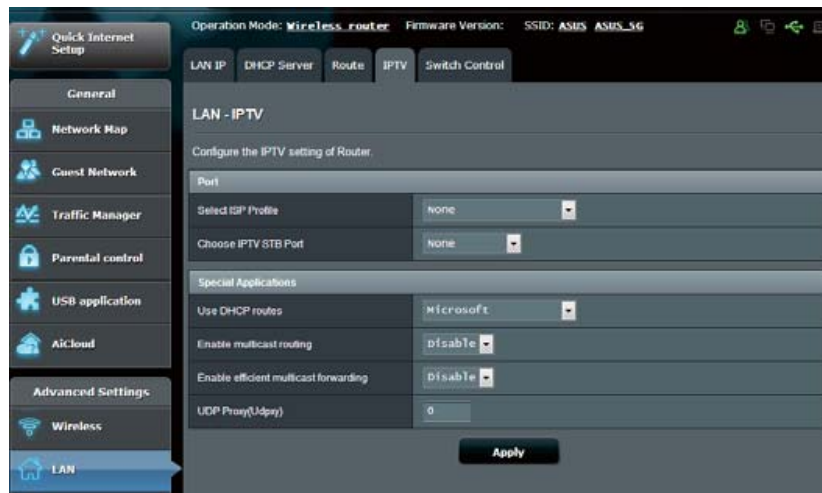 Quick Internet
Setup
Operation Mode: Wireless router Firmware Version: SSID: ASUS ASUS_5G
LAN IP DHCP Server Route IPTV Switch Control
General
Network Map
Guest Network
Traffic Manager
Parental control
USB application
AiCloud
Advanced Settings
Wireless
LAN
LAN - IPTV
Configure the IPTV setting of Router.
Port
Select ISP Profile None
Choose IPTV STB Port None
Special Applications
Use DHCP routes Microsoft
Enable multicast routing Disable
Enable efficient multicast forwarding Disable
UDP Proxy(Udpxy) 0
Apply